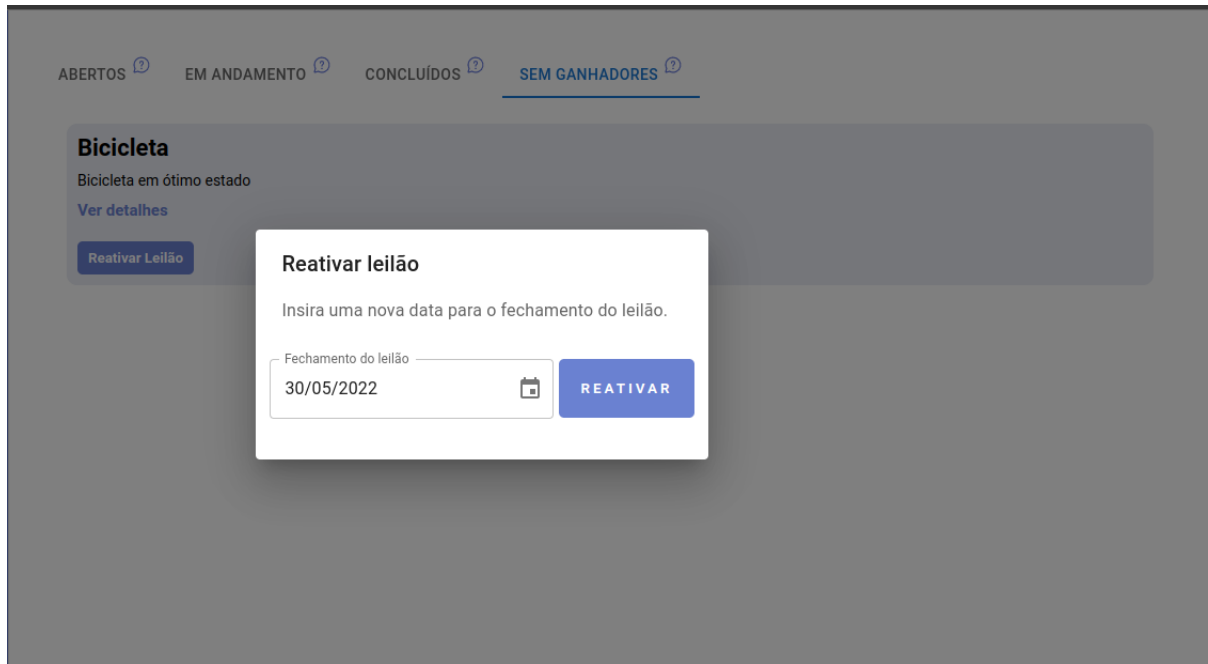 ABERTOS
EM ANDAMENTO
CONCLUÍDOS
SEM GANHADORES
Bicicleta
Bicicleta em ótimo estado
Ver detalhes
Reativar Leilão
Reativar leilão
Insira uma nova data para o fechamento do leilão.
Fechamento do leilão
30/05/2022
REATIVAR